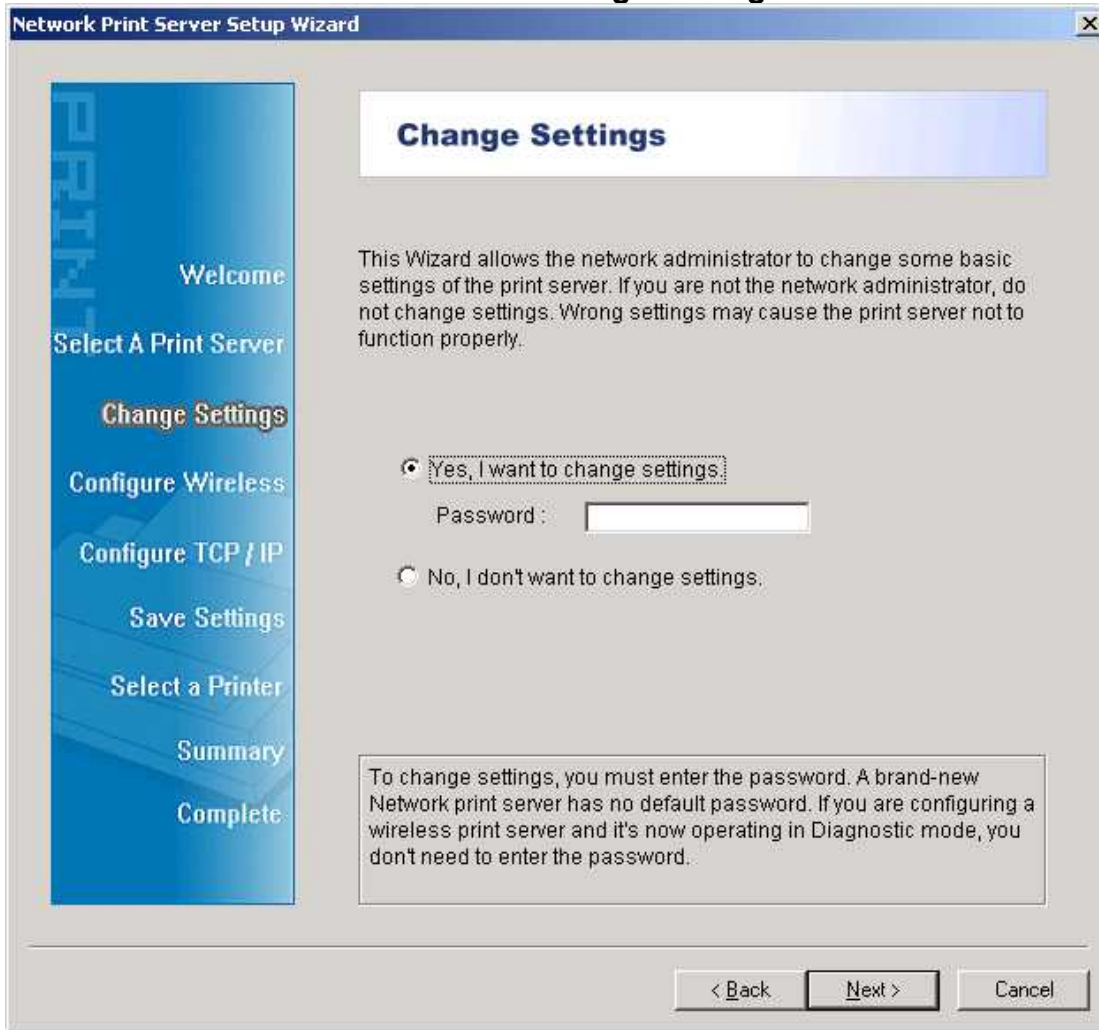 Network Print Server Setup Wizard
PRINT
Welcome
Select A Print Server
Change Settings
Configure Wireless
Configure TCP / IP
Save Settings
Select a Printer
Summary
Complete
Change Settings
This Wizard allows the network administrator to change some basic
settings of the print server. If you are not the network administrator, do
not change settings. Wrong settings may cause the print server not to
function properly.
Yes, I want to change settings.
Password :
No, I don't want to change settings.
To change settings, you must enter the password. A brand-new
Network print server has no default password. If you are configuring a
wireless print server and it's now operating in Diagnostic mode, you
don't need to enter the password.
< Back
Next >
Cancel